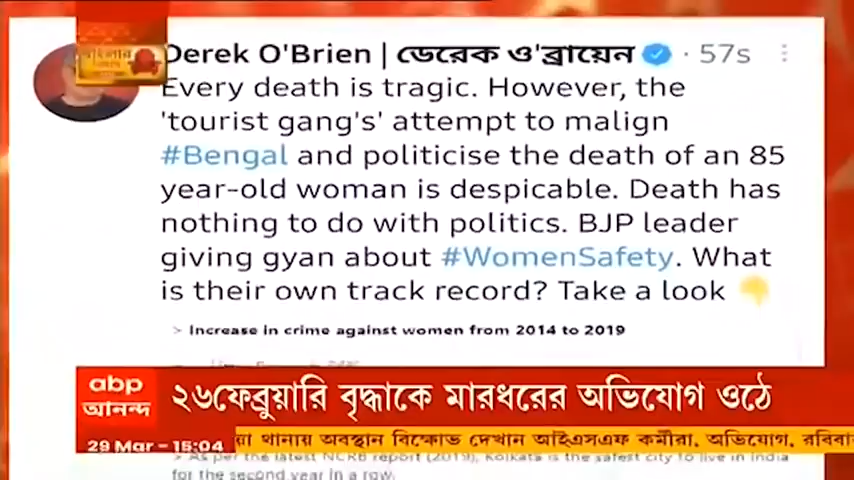 Derek O'Brien | ডেরেক ও'ব্রায়েন · 57s
Every death is tragic. However, the
'tourist gang's' attempt to malign
#Bengal and politicise the death of an 85
year-old woman is despicable. Death has
nothing to do with politics. BJP leader
giving gyan about #WomenSafety. What
is their own track record? Take a look 👇
> Increase in crime against women from 2014 to 2019
abp
আনন্দ
২৬ফেব্রুয়ারি বৃদ্ধাকে মারধরের অভিযোগ ওঠে
29 Mar - 15:04
য়া থানায় অবস্থান বিক্ষোভ দেখান আইএসএফ কর্মীরা. অভিযোগ, রবিবা
> As per the latest NCRB report (2019), Kolkata is the safest city to live in India
for the second year in a row.